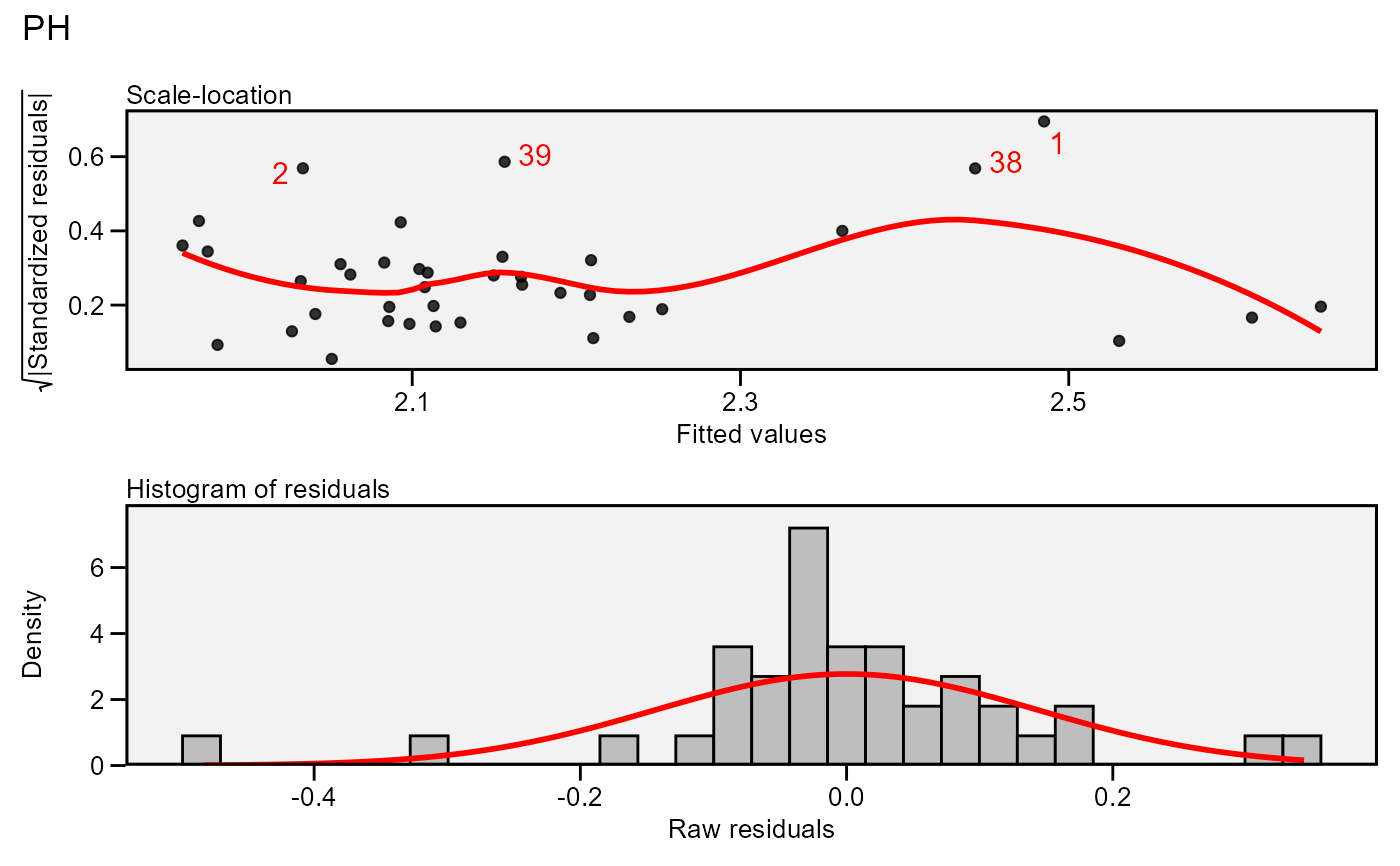 PH
Scale-location
√|Standardized residuals|
0.6
0.4
0.2
2
39
38
1
2.1
2.3
2.5
Fitted values
Histogram of residuals
Density
6
4
2
0
-0.4
-0.2
0.0
0.2
Raw residuals